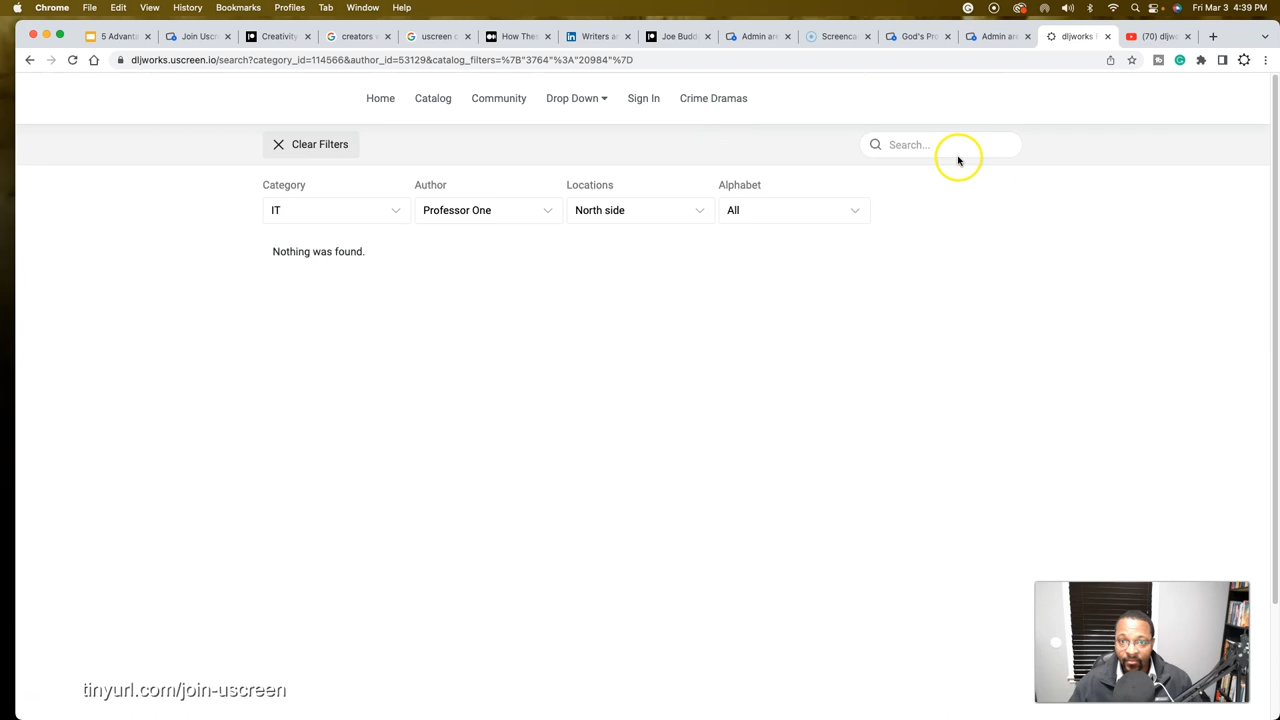 Chrome File Edit View History Bookmarks Profiles Tab Window Help Fri Mar 3 4:39 PM
5 Advanta Join Uscr Creativity creators v uscreen c How Thes Writers a Joe Budd Admin are Screenca God's Pro Admin are dljworks (70) dljw
dljworks.uscreen.io/search?category_id=114566&author_id=53129&catalog_filters=%7B"3764"%3A"20984"%7D
Home Catalog Community Drop Down Sign In Crime Dramas
Clear Filters Search...
Category Author Locations Alphabet
IT Professor One North side All
Nothing was found.
tinyurl.com/join-uscreen